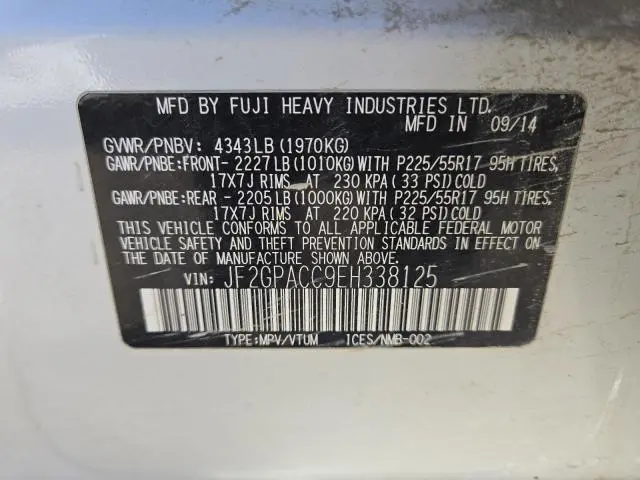 MFD BY FUJI HEAVY INDUSTRIES LTD.
MFD IN 09/14
GVWR/PNBV: 4343LB(1970KG)
GAWR/PNBE:FRONT- 2227LB(1010KG)WITH P225/55R17 95H TIRES,
17X7J RIMS AT 230 KPA(33 PSI)COLD
GAWR/PNBE:REAR - 2205LB(1000KG)WITH P225/55R17 95H TIRES,
17X7J RIMS AT 220 KPA(32 PSI)COLD
THIS VEHICLE CONFORMS TO ALL APPLICABLE FEDERAL MOTOR
VEHICLE SAFETY AND THEFT PREVENTION STANDARDS IN EFFECT ON
THE DATE OF MANUFACTURE SHOWN ABOVE.
VIN: JF2GPACC9EH338125
TYPE:MPV/VTUM ICES/NMB-002